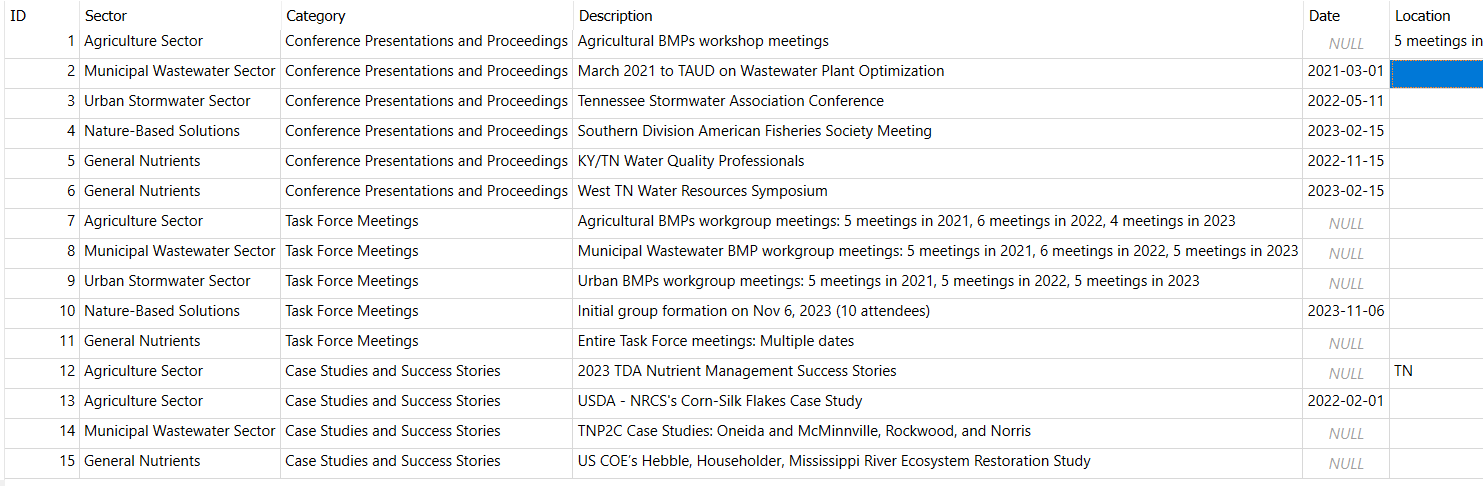 ID Sector Category Description Date Location
1 Agriculture Sector Conference Presentations and Proceedings Agricultural BMPs workshop meetings NULL 5 meetings in
2 Municipal Wastewater Sector Conference Presentations and Proceedings March 2021 to TAUD on Wastewater Plant Optimization 2021-03-01
3 Urban Stormwater Sector Conference Presentations and Proceedings Tennessee Stormwater Association Conference 2022-05-11
4 Nature-Based Solutions Conference Presentations and Proceedings Southern Division American Fisheries Society Meeting 2023-02-15
5 General Nutrients Conference Presentations and Proceedings KY/TN Water Quality Professionals 2022-11-15
6 General Nutrients Conference Presentations and Proceedings West TN Water Resources Symposium 2023-02-15
7 Agriculture Sector Task Force Meetings Agricultural BMPs workgroup meetings: 5 meetings in 2021, 6 meetings in 2022, 4 meetings in 2023 NULL
8 Municipal Wastewater Sector Task Force Meetings Municipal Wastewater BMP workgroup meetings: 5 meetings in 2021, 6 meetings in 2022, 5 meetings in 2023 NULL
9 Urban Stormwater Sector Task Force Meetings Urban BMPs workgroup meetings: 5 meetings in 2021, 5 meetings in 2022, 5 meetings in 2023 NULL
10 Nature-Based Solutions Task Force Meetings Initial group formation on Nov 6, 2023 (10 attendees) 2023-11-06
11 General Nutrients Task Force Meetings Entire Task Force meetings: Multiple dates NULL
12 Agriculture Sector Case Studies and Success Stories 2023 TDA Nutrient Management Success Stories NULL TN
13 Agriculture Sector Case Studies and Success Stories USDA - NRCS's Corn-Silk Flakes Case Study 2022-02-01
14 Municipal Wastewater Sector Case Studies and Success Stories TNP2C Case Studies: Oneida and McMinnville, Rockwood, and Norris NULL
15 General Nutrients Case Studies and Success Stories US COE's Hebble, Householder, Mississippi River Ecosystem Restoration Study NULL